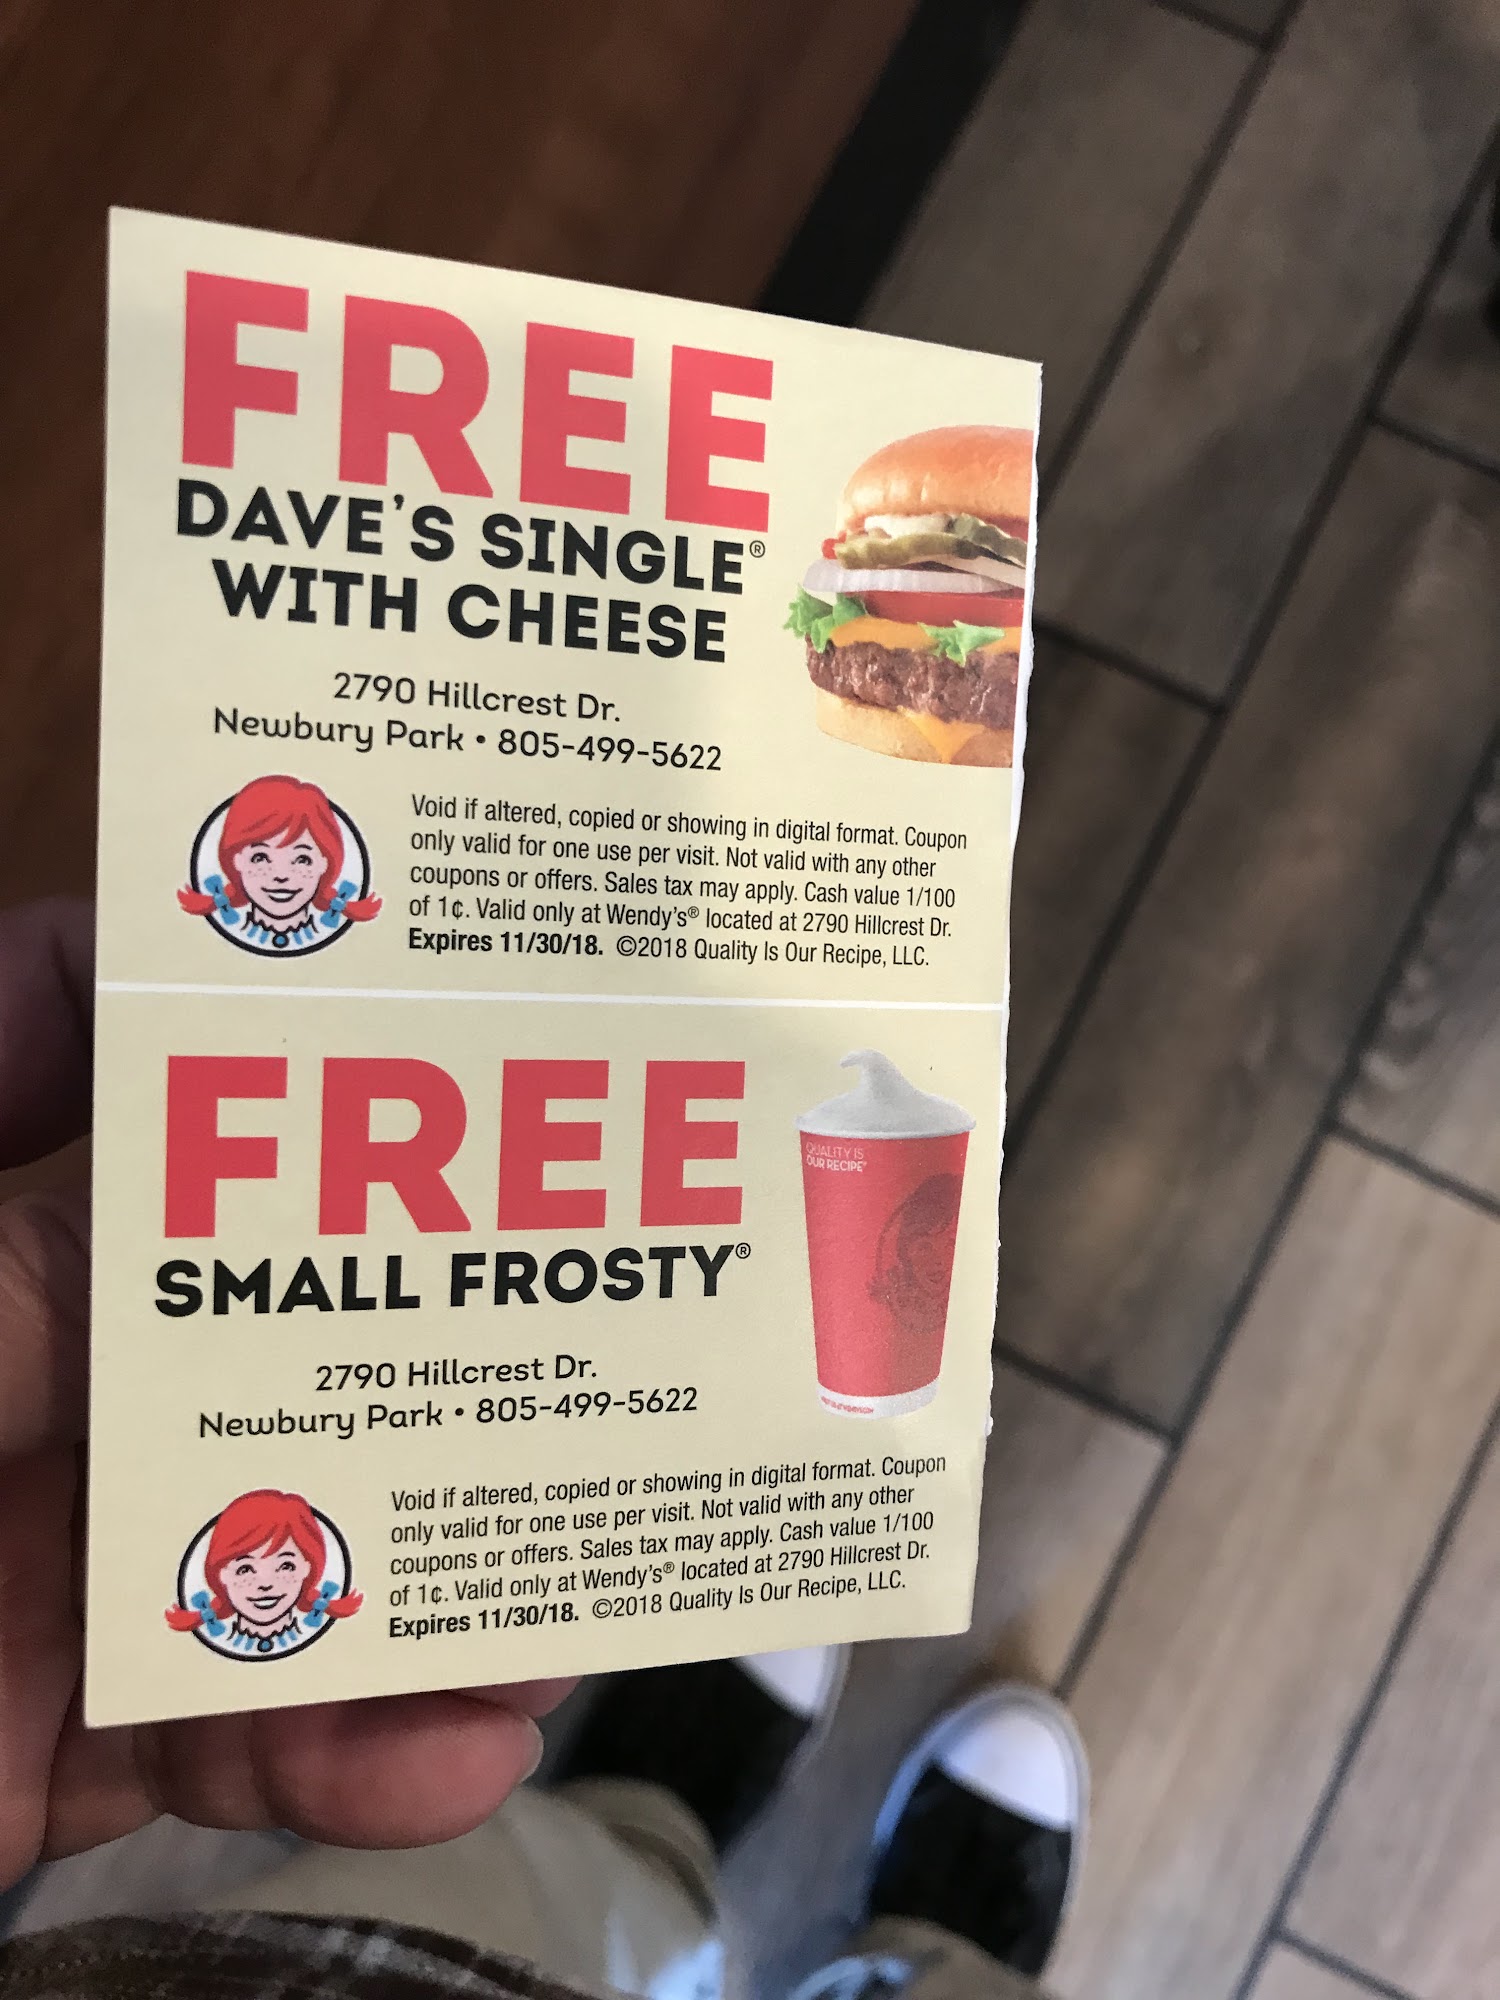 FREE
DAVE'S SINGLE®
WITH CHEESE
2790 Hillcrest Dr.
Newbury Park • 805-499-5622
Void if altered, copied or showing in digital format. Coupon
only valid for one use per visit. Not valid with any other
coupons or offers. Sales tax may apply. Cash value 1/100
of 1¢. Valid only at Wendy's® located at 2790 Hillcrest Dr.
Expires 11/30/18. ©2018 Quality Is Our Recipe, LLC.
FREE
SMALL FROSTY®
QUALITY IS
OUR RECIPE
2790 Hillcrest Dr.
Newbury Park • 805-499-5622
Void if altered, copied or showing in digital format. Coupon
only valid for one use per visit. Not valid with any other
coupons or offers. Sales tax may apply. Cash value 1/100
of 1¢. Valid only at Wendy's® located at 2790 Hillcrest Dr.
Expires 11/30/18. ©2018 Quality Is Our Recipe, LLC.